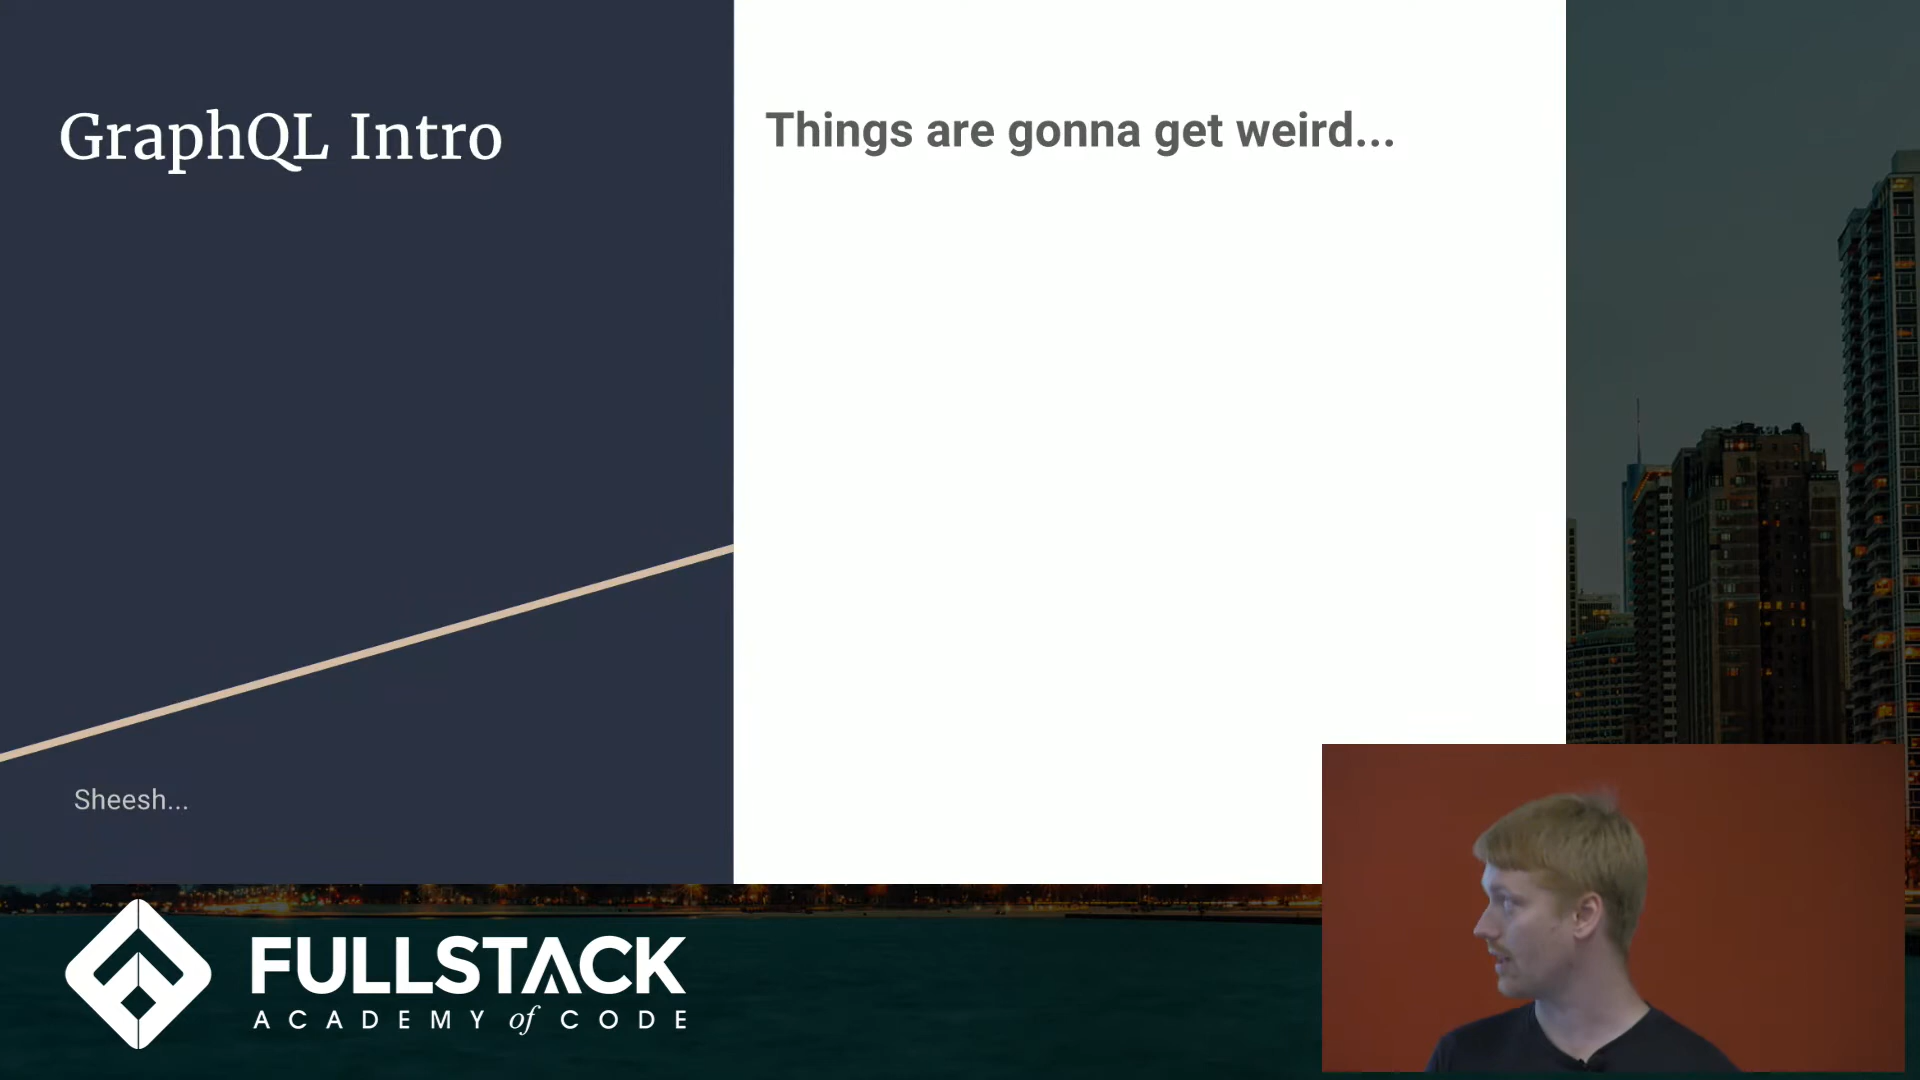 GraphQL Intro
Things are gonna get weird...
Sheesh...
FULLSTACK
ACADEMY of CODE